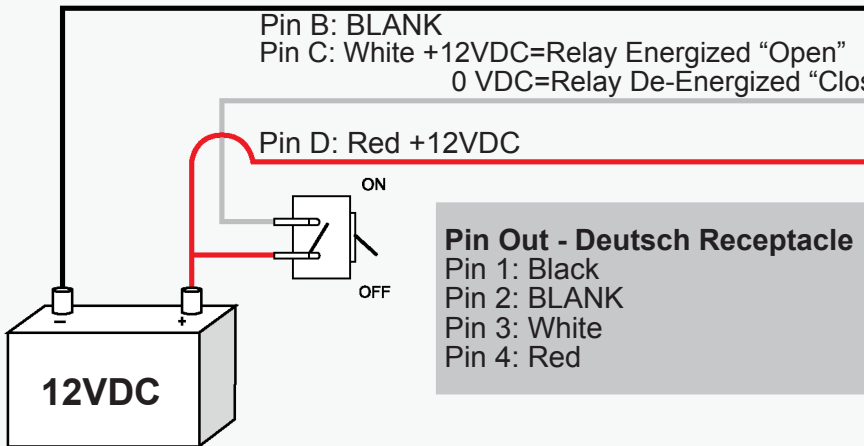 Pin B: BLANK
Pin C: White +12VDC=Relay Energized “Open”
0 VDC=Relay De-Energized
Pin D: Red +12VDC
ON
OFF
Pin Out - Deutsch Receptacle
Pin 1: Black
Pin 2: BLANK
Pin 3: White
Pin 4: Red
– +
12VDC